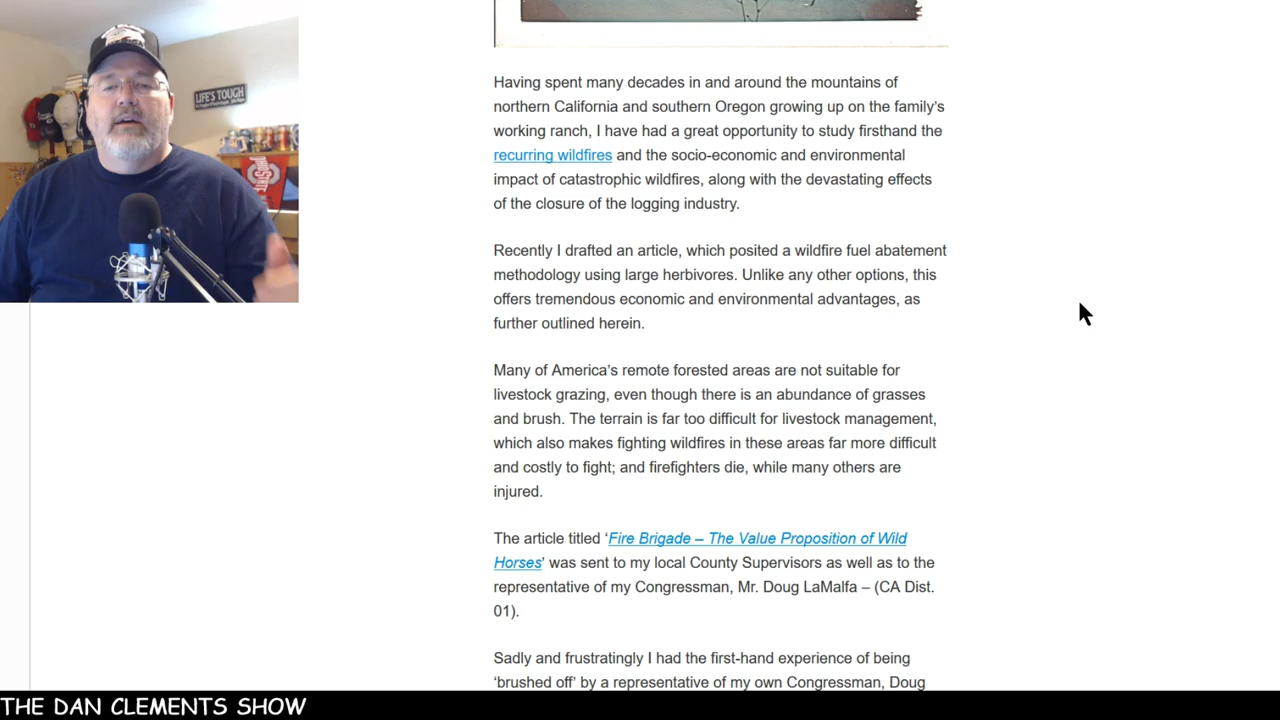 LIFE'S TOUGH
Having spent many decades in and around the mountains of
northern California and southern Oregon growing up on the family's
working ranch, I have had a great opportunity to study firsthand the
recurring wildfires and the socio-economic and environmental
impact of catastrophic wildfires, along with the devastating effects
of the closure of the logging industry.
Recently I drafted an article, which posited a wildfire fuel abatement
methodology using large herbivores. Unlike any other options, this
offers tremendous economic and environmental advantages, as
further outlined herein.
Many of America's remote forested areas are not suitable for
livestock grazing, even though there is an abundance of grasses
and brush. The terrain is far too difficult for livestock management,
which also makes fighting wildfires in these areas far more difficult
and costly to fight; and firefighters die, while many others are
injured.
The article titled ‘Fire Brigade – The Value Proposition of Wild
Horses’ was sent to my local County Supervisors as well as to the
representative of my Congressman, Mr. Doug LaMalfa – (CA Dist.
01).
Sadly and frustratingly I had the first-hand experience of being
‘brushed off’ by a representative of my own Congressman, Doug
THE DAN CLEMENTS SHOW